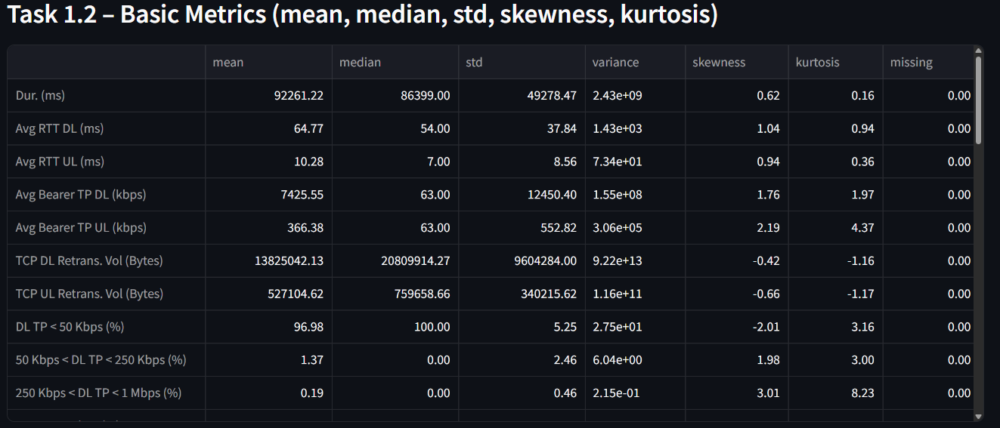 Task 1.2 – Basic Metrics (mean, median, std, skewness, kurtosis)
mean median std variance skewness kurtosis missing
Dur. (ms) 92261.22 86399.00 49278.47 2.43e+09 0.62 0.16 0.00
Avg RTT DL (ms) 64.77 54.00 37.84 1.43e+03 1.04 0.94 0.00
Avg RTT UL (ms) 10.28 7.00 8.56 7.34e+01 0.94 0.36 0.00
Avg Bearer TP DL (kbps) 7425.55 63.00 12450.40 1.55e+08 1.76 1.97 0.00
Avg Bearer TP UL (kbps) 366.38 63.00 552.82 3.06e+05 2.19 4.37 0.00
TCP DL Retrans. Vol (Bytes) 13825042.13 20809914.27 9604284.00 9.22e+13 -0.42 -1.16 0.00
TCP UL Retrans. Vol (Bytes) 527104.62 759658.66 340215.62 1.16e+11 -0.66 -1.17 0.00
DL TP < 50 Kbps (%) 96.98 100.00 5.25 2.75e+01 -2.01 3.16 0.00
50 Kbps < DL TP < 250 Kbps (%) 1.37 0.00 2.46 6.04e+00 1.98 3.00 0.00
250 Kbps < DL TP < 1 Mbps (%) 0.19 0.00 0.46 2.15e-01 3.01 8.23 0.00